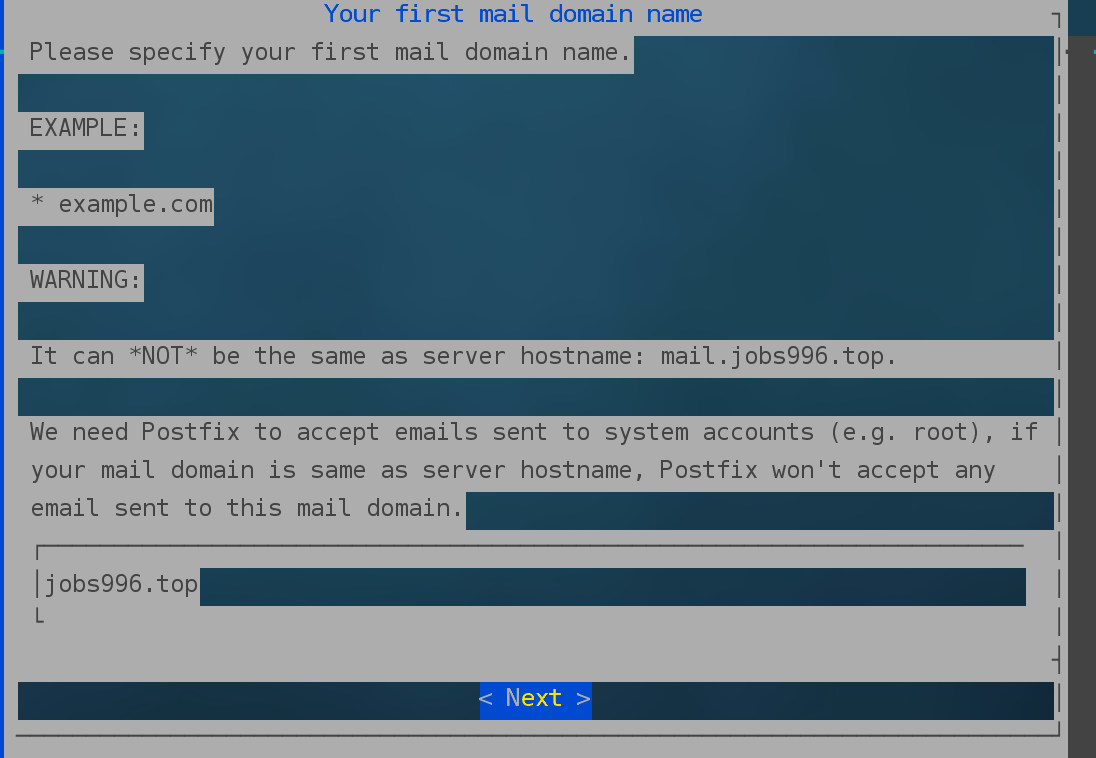 Your first mail domain name
Please specify your first mail domain name.
EXAMPLE:
* example.com
WARNING:
It can *NOT* be the same as server hostname: mail.jobs996.top.
We need Postfix to accept emails sent to system accounts (e.g. root), if
your mail domain is same as server hostname, Postfix won't accept any
email sent to this mail domain.
jobs996.top
< Next >